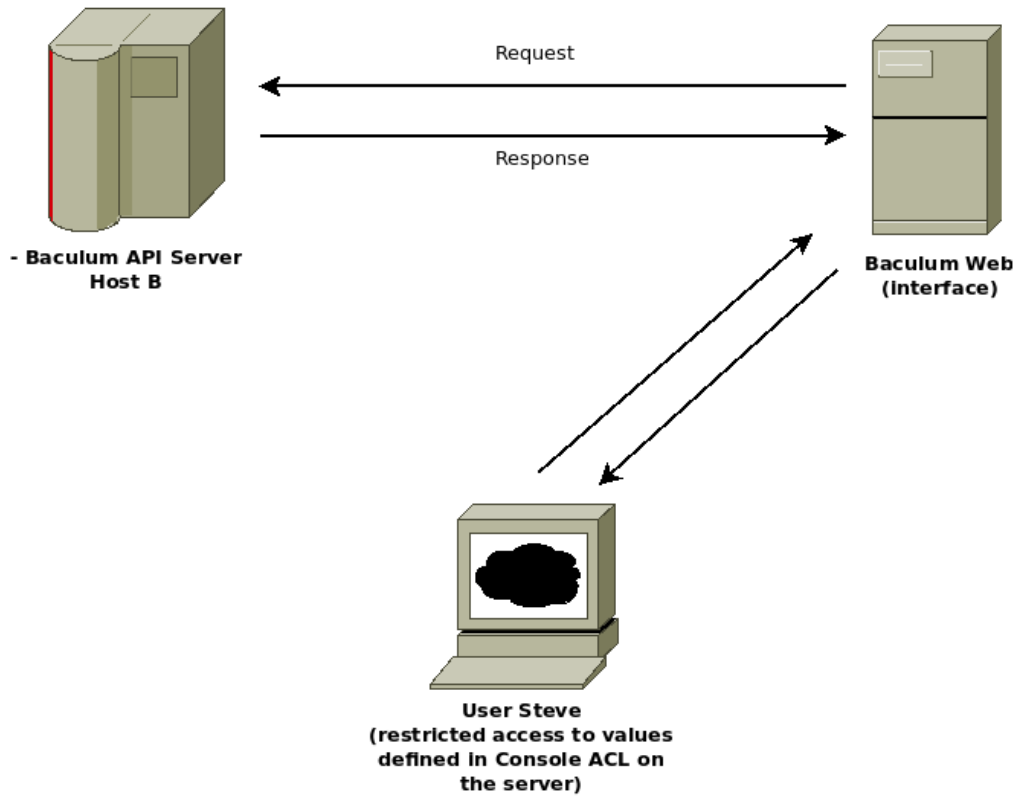 Request
Response
- Baculum API Server
Host B
Baculum Web
(interface)
User Steve
(restricted access to values
defined in Console ACL on
the server)